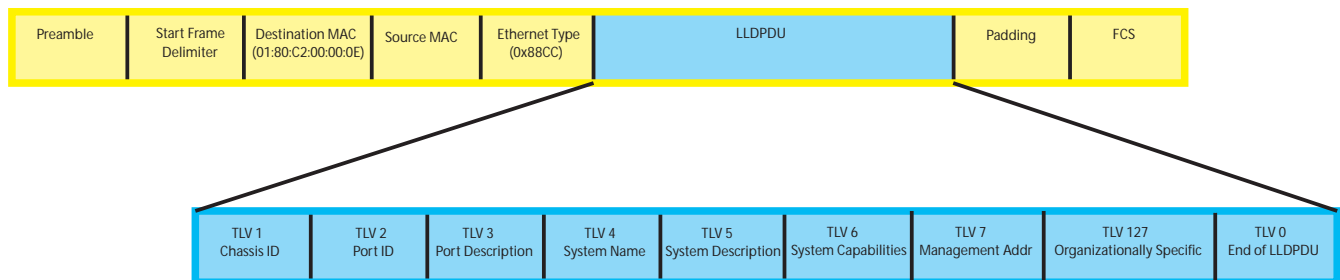 Preamble
Start Frame
Delimiter
Destination MAC
(01:80:C2:00:00:0E)
Source MAC
Ethernet Type
(0x88CC)
LLDPDU
Padding
FCS
TLV 1
Chassis ID
TLV 2
Port ID
TLV 3
Port Description
TLV 4
System Name
TLV 5
System Description
TLV 6
System Capabilities
TLV 7
Management Addr
TLV 127
Organizationally Specific
TLV 0
End of LLDPDU